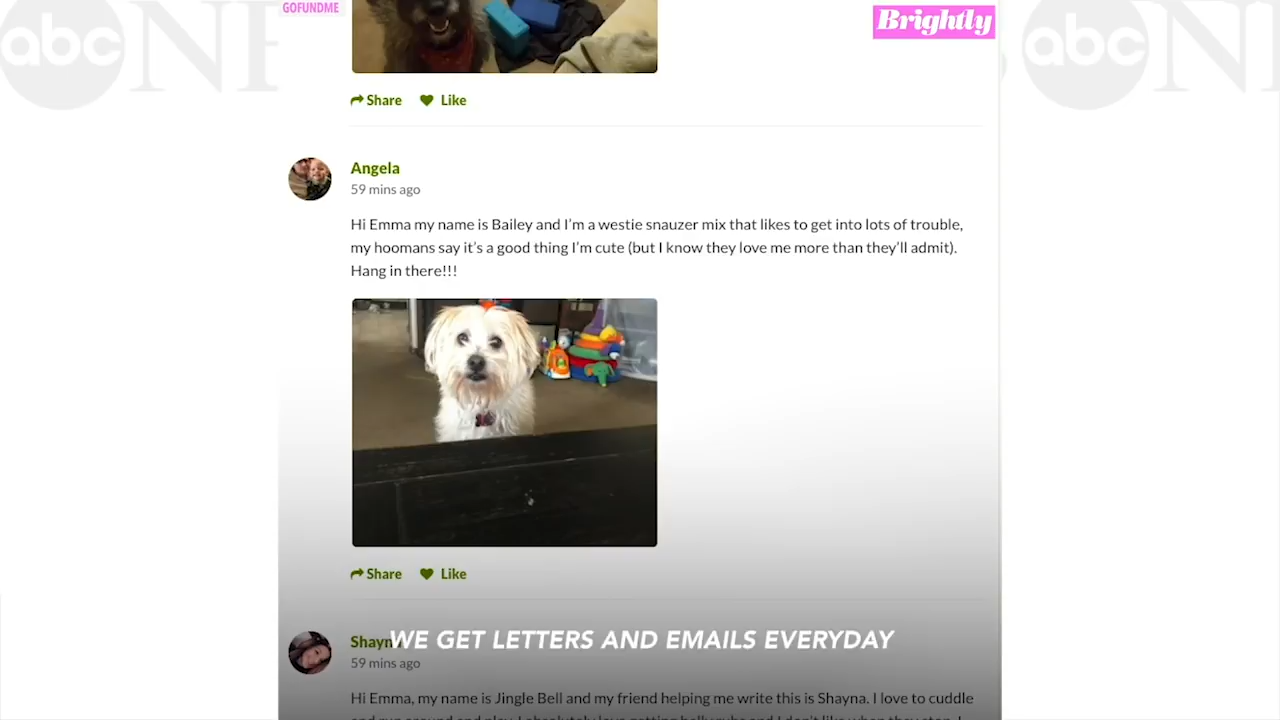 GOFUNDME
Brightly
abc
abc
Share Like
Angela
59 mins ago
Hi Emma my name is Bailey and I'm a westie snauzer mix that likes to get into lots of trouble,
my hoomans say it's a good thing I'm cute (but I know they love me more than they'll admit).
Hang in there!!!
Share Like
WE GET LETTERS AND EMAILS EVERYDAY
59 mins ago
Hi Emma, my name is Jingle Bell and my friend helping me write this is Shayna. I love to cuddle